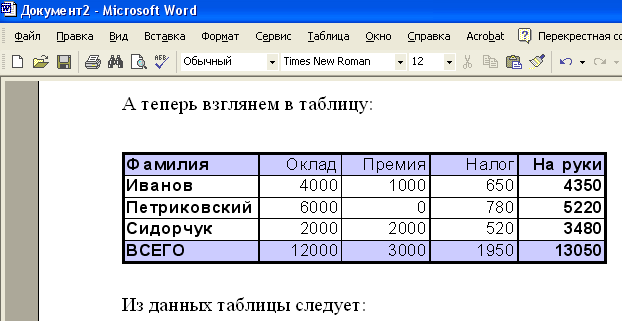 Документ2 - Microsoft Word
Файл Правка Вид Вставка Формат Сервис Таблица Окно Справка Acrobat Перекрестная со
Обычный Times New Roman 12
А теперь взглянем в таблицу:
Фамилия Оклад Премия Налог На руки
Иванов 4000 1000 650 4350
Петриковский 6000 0 780 5220
Сидорчук 2000 2000 520 3480
ВСЕГО 12000 3000 1950 13050
Из данных таблицы следует: